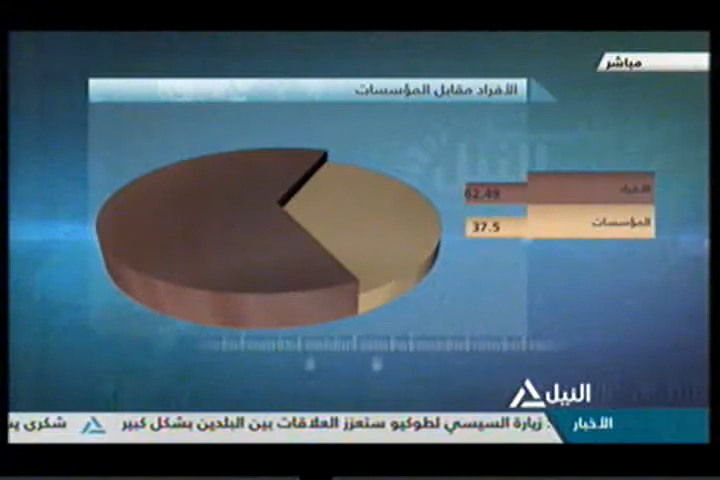 مباشر
الأفراد مقابل المؤسسات
الأفراد
62.49
المؤسسات
37.5
النيل
الأخبار
: زيارة السيسي لطوكيو ستعزز العلاقات بين البلدين بشكل كبير
شكرى